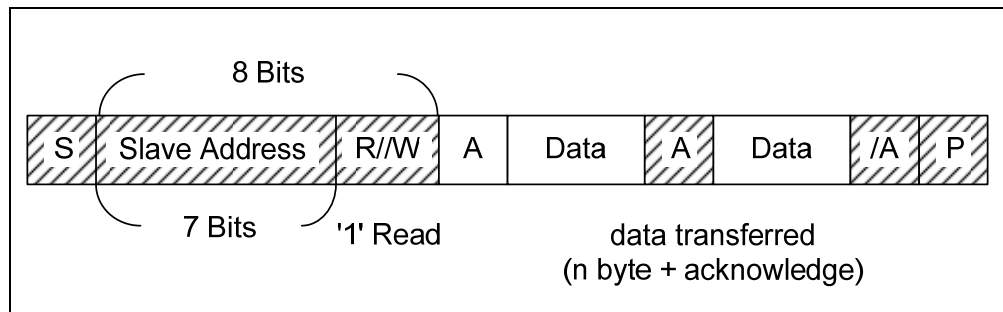 8 Bits
S Slave Address R//W A Data A Data /A P
7 Bits '1' Read data transferred
(n byte + acknowledge)